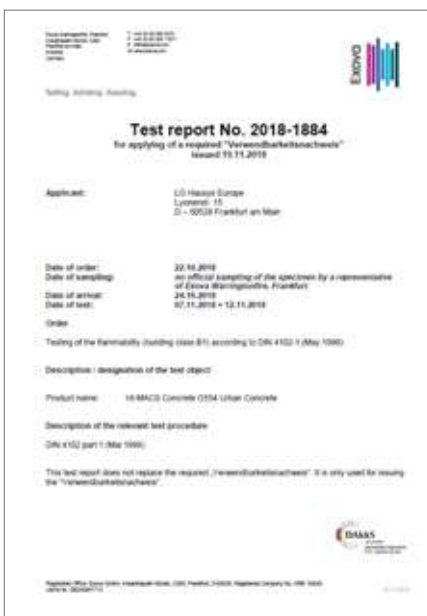 Exova
Testing. Advising. Assuring.
Test report No. 2018-1884
for applying of a required "Verwendbarkeitsnachweis"
issued 15.11.2018
Applicant:
LG Hausys Europe
Lyonerstr. 15
D – 60528 Frankfurt am Main
Date of order: 22.10.2018
Date of sampling: no official sampling of the specimen by a representative
of Exova Warringtonfire, Frankfurt
Date of arrival: 24.10.2018
Date of test: 07.11.2018 + 12.11.2018
Order
Testing of the flammability (building class B1) according to DIN 4102-1 (May 1998)
Description / designation of the test object
Product name: HI-MACS Concrete G554 Urban Concrete
Description of the relevant test procedure
DIN 4102 part 1 (Mai 1998)
This test report does not replace the required „Verwendbarkeitsnachweis". It is only used for issuing
the "Verwendbarkeitsnachweis".
DAkkS